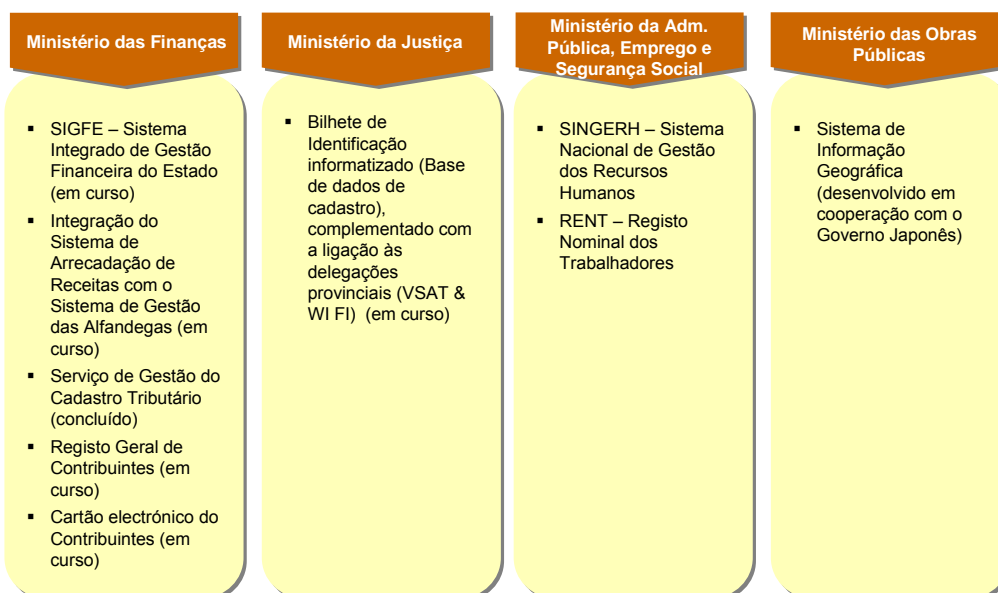 Ministério das Finanças
▪ SIGFE – Sistema
Integrado de Gestão
Financeira do Estado
(em curso)
▪ Integração do
Sistema de
Arrecadação de
Receitas com o
Sistema de Gestão
das Alfandegas (em
curso)
▪ Serviço de Gestão do
Cadastro Tributário
(concluído)
▪ Registo Geral de
Contribuintes (em
curso)
▪ Cartão electrónico do
Contribuintes (em
curso)
Ministério da Justiça
▪ Bilhete de
Identificação
informatizado (Base
de dados de
cadastro),
complementado com
a ligação às
delegações
provinciais (VSAT &
WI FI) (em curso)
Ministério da Adm.
Pública, Emprego e
Segurança Social
▪ SINGERH – Sistema
Nacional de Gestão
dos Recursos
Humanos
▪ RENT – Registo
Nominal dos
Trabalhadores
Ministério das Obras
Públicas
▪ Sistema de
Informação
Geográfica
(desenvolvido em
cooperação com o
Governo Japonês)